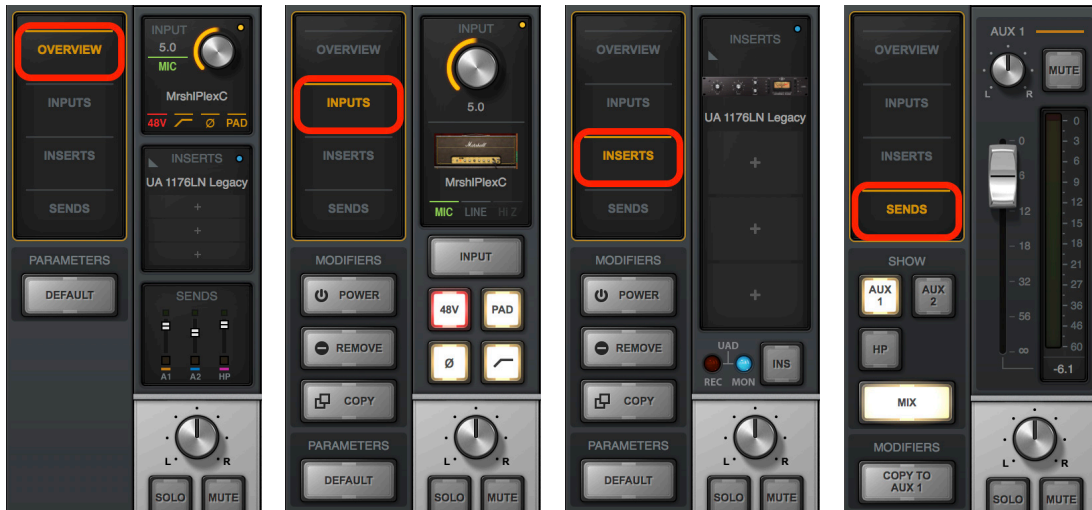 OVERVIEW
INPUTS
INSERTS
SENDS
PARAMETERS
DEFAULT
INPUT
5.0
MIC
MrshlPlexC
48V Ø PAD
INSERTS
UA 1176LN Legacy
+
+
+
SENDS
A1 A2 HP
L R
SOLO MUTE
OVERVIEW
INPUTS
INSERTS
SENDS
MODIFIERS
POWER
REMOVE
COPY
PARAMETERS
DEFAULT
INPUT
5.0
Marshall
MrshlPlexC
MIC LINE HI Z
INPUT
48V PAD
Ø
L R
SOLO MUTE
OVERVIEW
INPUTS
INSERTS
SENDS
MODIFIERS
POWER
REMOVE
COPY
PARAMETERS
DEFAULT
INSERTS
UA 1176LN Legacy
+
+
+
UAD
REC MON
INS
L R
SOLO MUTE
OVERVIEW
INPUTS
INSERTS
SENDS
SHOW
AUX 1
AUX 2
HP
MIX
MODIFIERS
COPY TO
AUX 1
AUX 1
L R
MUTE
0
6
12
18
32
56
∞
0
3
6
9
12
15
18
21
27
36
46
60
-6.1
L R
SOLO MUTE